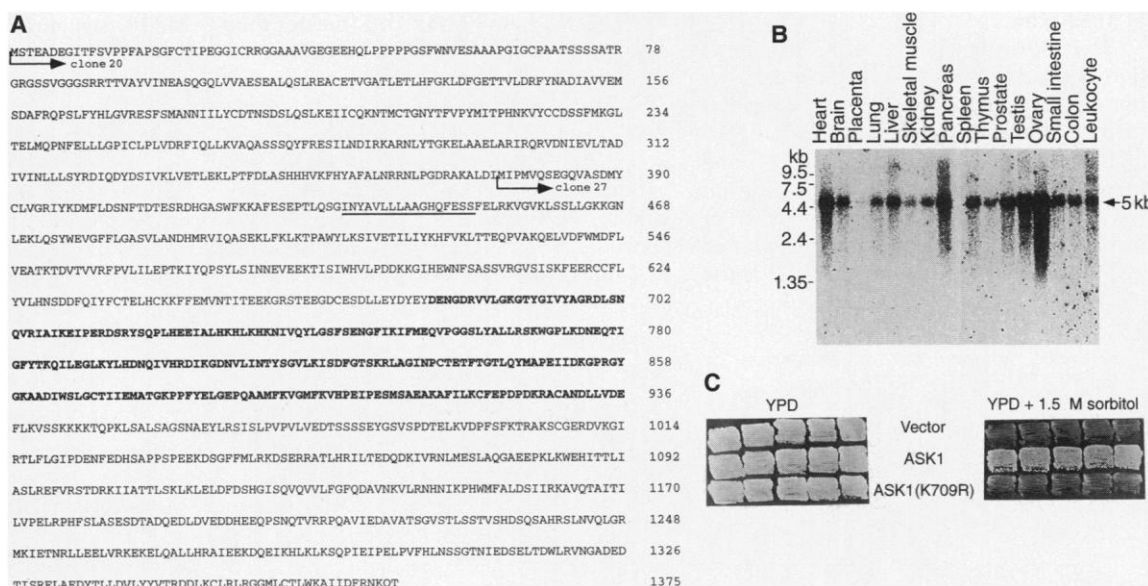 A
MSTEADEGITFSVPPFAPSGFCTIPEGGICRRGGAAAVGEGEEHQLPPPPPGSFWNVESAAAPGIGCPAATSSSSATR 78
clone 20
GRGSSVGGGSRRTTVAYVINEASQGQLVVAESEALQSLREACETVGATLETLHFGKLDFGETTVLDRFYNADIAVVEM 156
SDAFRQPSLFYHLGVRESFSMANNIILYCDTNSDSLQSLKEIICQKNTMCTGNYTFVPYMITPHNKVYCCDSSFMKGL 234
TELMQPNFELLLGPICLPLVDRFIQLLKVAQASSSQYFRESILNDIRKARNLYTGKELAAELARIRQRVDNIEVLTAD 312
IVINLLLSYRDIQDYDSIVKLVETLEKLPTFDLASHHHVKFHYAFALNRRNLPGDRAKALDIMIPMVQSEGQVASDMY 390
clone 27
CLVGRIYKDMFLDSNFTDTESRDHGASWFKKAFESEPTLQSGINYAVLLLAAGHQFESSFELRKVGVKLSSLLGKKGN 468
LEKLQSYWEVGFFLGASVLANDHMRVIQASEKLFKLKTPAWYLKSIVETILIYKHFVKLTTEQPVAKQELVDFWMDFL 546
VEATKTDVTVVRFPVLILEPTKIYQPSYLSINNEVEEKTISIWHVLPDDKKGIHEWNFSASSVRGVSISKFEERCCFL 624
YVLHNSDDFQIYFCTELHCKKFFEMVNTITEEKGRSTEEGDCESDLLEYDYEYDENGDRVVLGKGTYGIVYAGRDLSN 702
QVRIAIKEIPERDSRYSQPLHEEIALHKHLKHKNIVQYLGSFSENGFIKIFMEQVPGGSLYALLRSKWGPLKDNEQTI 780
GFYTKQILEGLKYLHDNQIVHRDIKGDNVLINTYSGVLKISDFGTSKRLAGINPCTETFTGTLQYMAPEIIDKGPRGY 858
GKAADIWSLGCTIIEMATGKPPFYELGEPQAAMFKVGMFKVHPEIPESMSAEAKAFILKCFEPDPDKRACANDLLVDE 936
FLKVSSKKKKTQPKLSALSAGSNAEYLRSISLPVPVLVEDTSSSSEYGSVSPDTELKVDPFSFKTRAKSCGERDVKGI 1014
RTLFLGIPDENFEDHSAPPSPEEKDSGFFMLRKDSERRATLHRILTEDQDKIVRNLMESLAQGAEEPKLKWEHITTLI 1092
ASLREFVRSTDRKIIATTLSKLKLELDFDSHGISQVQVVLFGFQDAVNKVLRNHNIKPHWMFALDSIIRKAVQTAITI 1170
LVPELRPHFSLASESDTADQEDLDVEDDHEEQPSNQTVRRPQAVIEDAVATSGVSTLSSTVSHDSQSAHRSLNVQLGR 1248
MKIETNRLLEELVRKEKELQALLHRAIEEKDQEIKHLKLKSQPIEIPELPVFHLNSSGTNIEDSELTDWLRVNGADED 1326
TISRFLAEDYTLLDVLYYVTRDDLKCLRLRGGMLCTLWKAIIDFRNKQT 1375
B
Heart
Brain
Placenta
Lung
Liver
Skeletal muscle
Kidney
Pancreas
Spleen
Thymus
Prostate
Testis
Ovary
Small intestine
Colon
Leukocyte
kb
9.5-
7.5-
4.4-
2.4-
1.35-
5 kb
C
YPD
YPD + 1.5 M sorbitol
Vector
ASK1
ASK1(K709R)